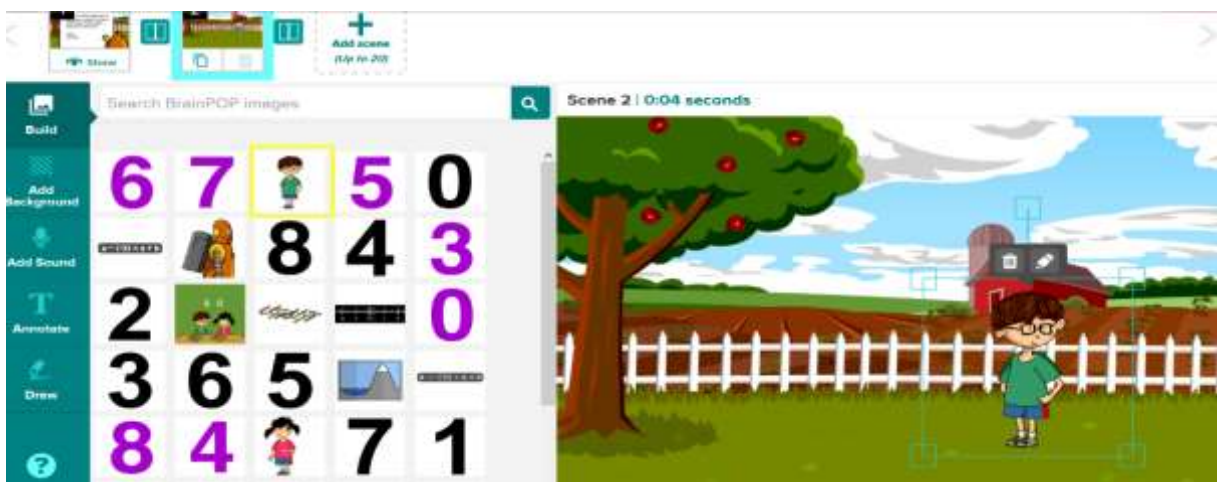 Show
Add scene
(Up to 20)
Build
Add
Background
Add Sound
Annotate
Draw
?
Search BrainPOP images
Scene 2 | 0:04 seconds
6 7 5 0
8 4 3
2 0
3 6 5
8 4 7 1
T